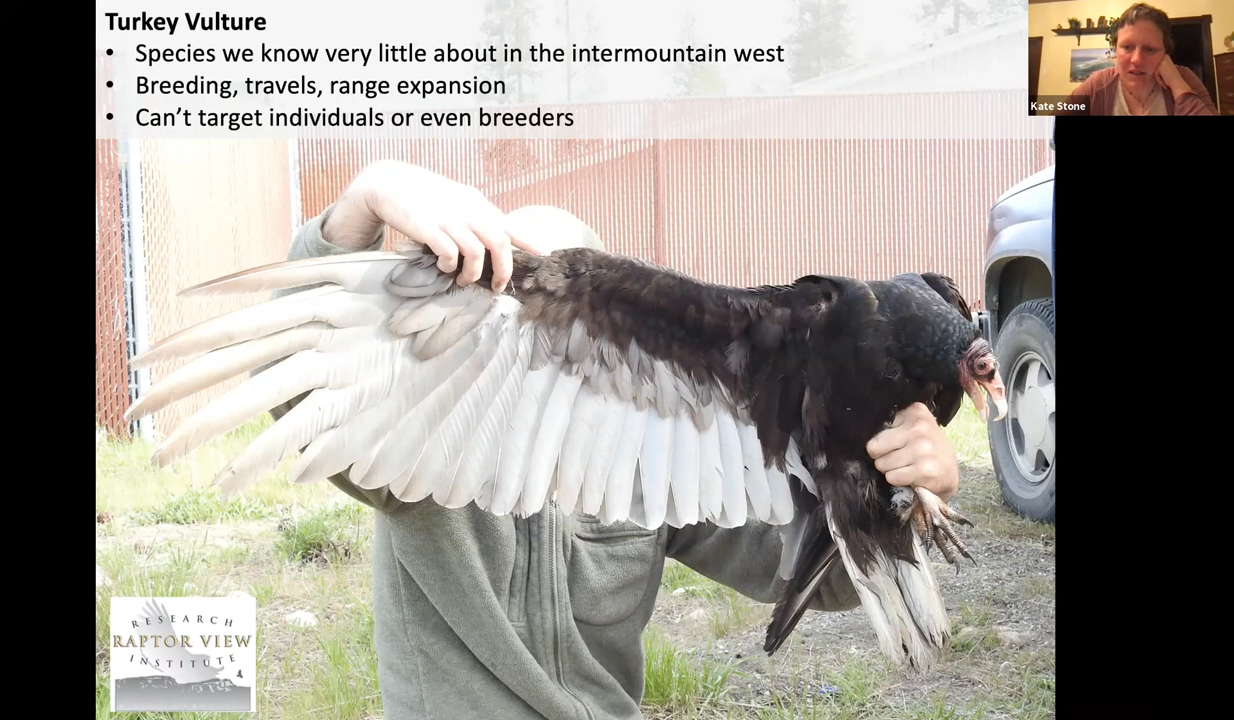 Turkey Vulture
• Species we know very little about in the intermountain west
• Breeding, travels, range expansion
• Can't target individuals or even breeders
Kate Stone
RESEARCH
RAPTOR VIEW
INSTITUTE